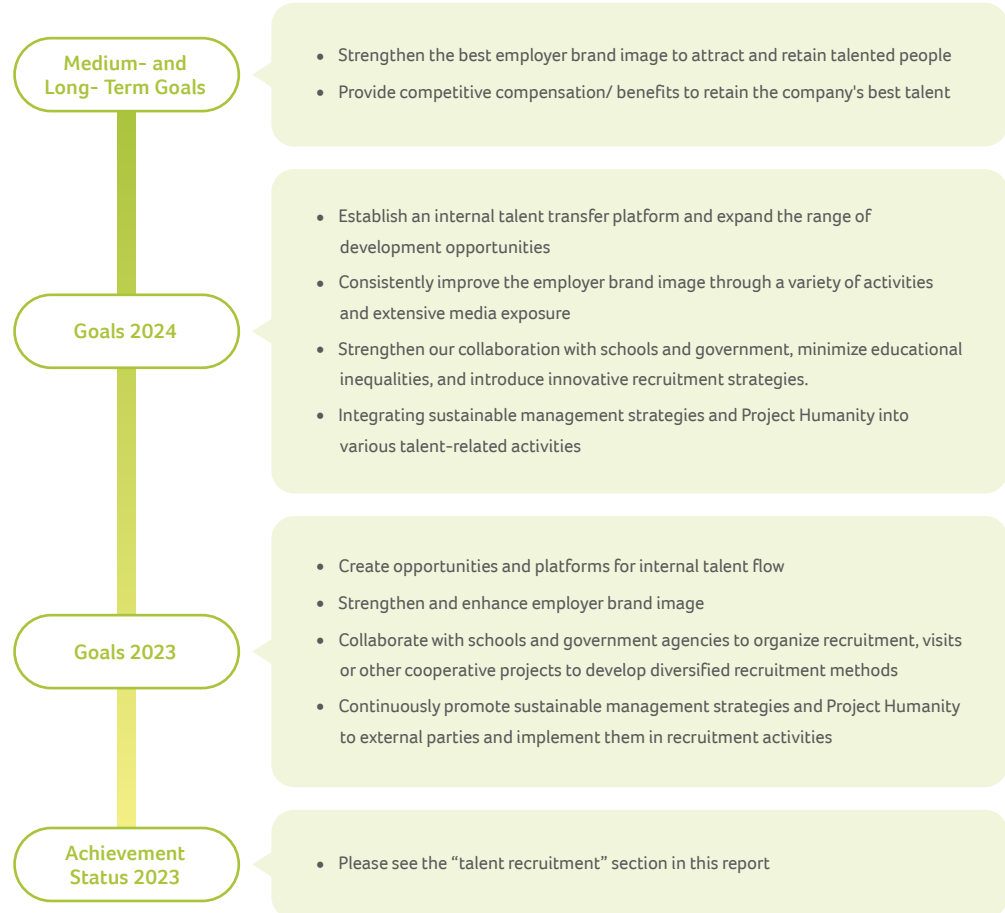 Medium- and
Long- Term Goals
• Strengthen the best employer brand image to attract and retain talented people
• Provide competitive compensation/ benefits to retain the company's best talent
Goals 2024
• Establish an internal talent transfer platform and expand the range of
development opportunities
• Consistently improve the employer brand image through a variety of activities
and extensive media exposure
• Strengthen our collaboration with schools and government, minimize educational
inequalities, and introduce innovative recruitment strategies.
• Integrating sustainable management strategies and Project Humanity into
various talent-related activities
Goals 2023
• Create opportunities and platforms for internal talent flow
• Strengthen and enhance employer brand image
• Collaborate with schools and government agencies to organize recruitment, visits
or other cooperative projects to develop diversified recruitment methods
• Continuously promote sustainable management strategies and Project Humanity
to external parties and implement them in recruitment activities
Achievement
Status 2023
• Please see the “talent recruitment” section in this report